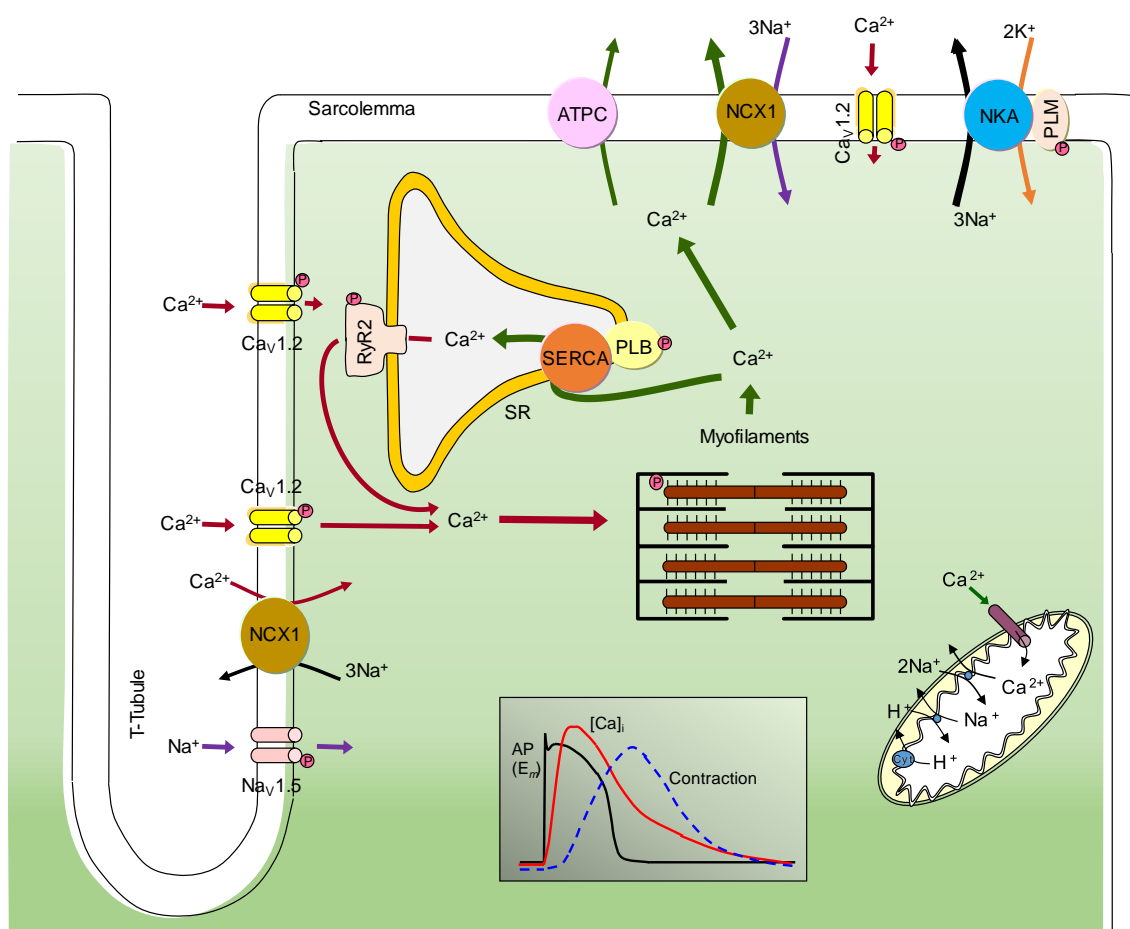 3Na⁺
Ca²⁺
2K⁺
Sarcolemma
ATPC
NCX1
CaV1.2
P
NKA
PLM
P
Ca²⁺
3Na⁺
Ca²⁺
P
CaV1.2
P
RyR2
Ca²⁺
SERCA
PLB
P
Ca²⁺
SR
Myofilaments
CaV1.2
P
P
Ca²⁺
Ca²⁺
Ca²⁺
NCX1
3Na⁺
Ca²⁺
2Na⁺
Ca²⁺
H⁺
Na⁺
Cyt
H⁺
T-Tubule
Na⁺
P
NaV1.5
[Ca]i
AP
(Em)
Contraction